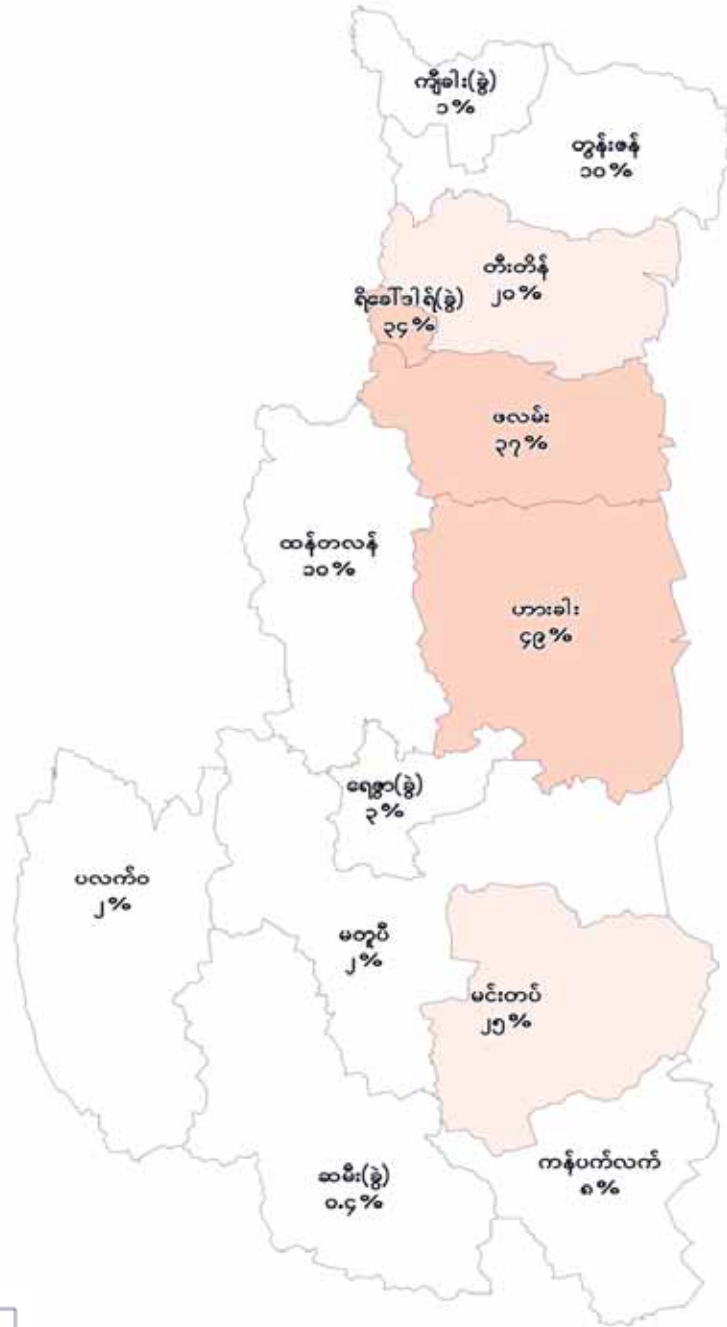 ကျီခါး(ခွဲ)
၁%
တွန်းဇန်
၁၀%
တီးတိန်
၂၀%
ရိခေါ်ဒါရ်(ခွဲ)
၃၄%
ဖလမ်း
၃၇%
ထန်တလန်
၁၀%
ဟားခါး
၄၉%
ရေဇွာ(ခွဲ)
၃%
ပလက်ဝ
၂%
မတူပီ
၂%
မင်းတပ်
၂၅%
ကန်ပက်လက်
၈%
ဆမီး(ခွဲ)
၀.၄%